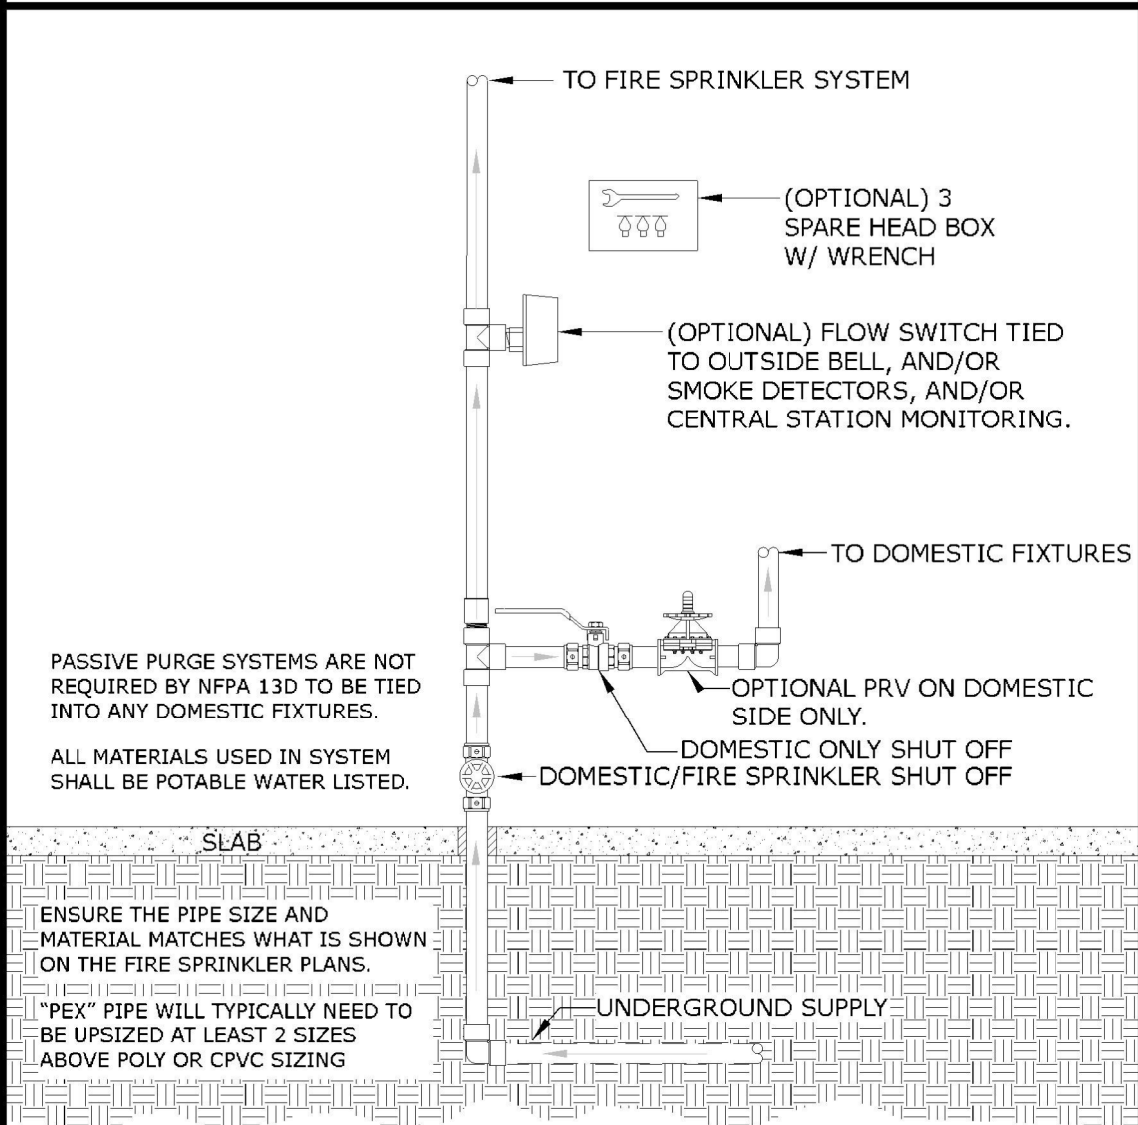 TO FIRE SPRINKLER SYSTEM
(OPTIONAL) 3
SPARE HEAD BOX
W/ WRENCH
(OPTIONAL) FLOW SWITCH TIED
TO OUTSIDE BELL, AND/OR
SMOKE DETECTORS, AND/OR
CENTRAL STATION MONITORING.
TO DOMESTIC FIXTURES
PASSIVE PURGE SYSTEMS ARE NOT
REQUIRED BY NFPA 13D TO BE TIED
INTO ANY DOMESTIC FIXTURES.
ALL MATERIALS USED IN SYSTEM
SHALL BE POTABLE WATER LISTED.
OPTIONAL PRV ON DOMESTIC
SIDE ONLY.
DOMESTIC ONLY SHUT OFF
DOMESTIC/FIRE SPRINKLER SHUT OFF
SLAB
ENSURE THE PIPE SIZE AND
MATERIAL MATCHES WHAT IS SHOWN
ON THE FIRE SPRINKLER PLANS.
"PEX" PIPE WILL TYPICALLY NEED TO
BE UPSIZED AT LEAST 2 SIZES
ABOVE POLY OR CPVC SIZING
UNDERGROUND SUPPLY